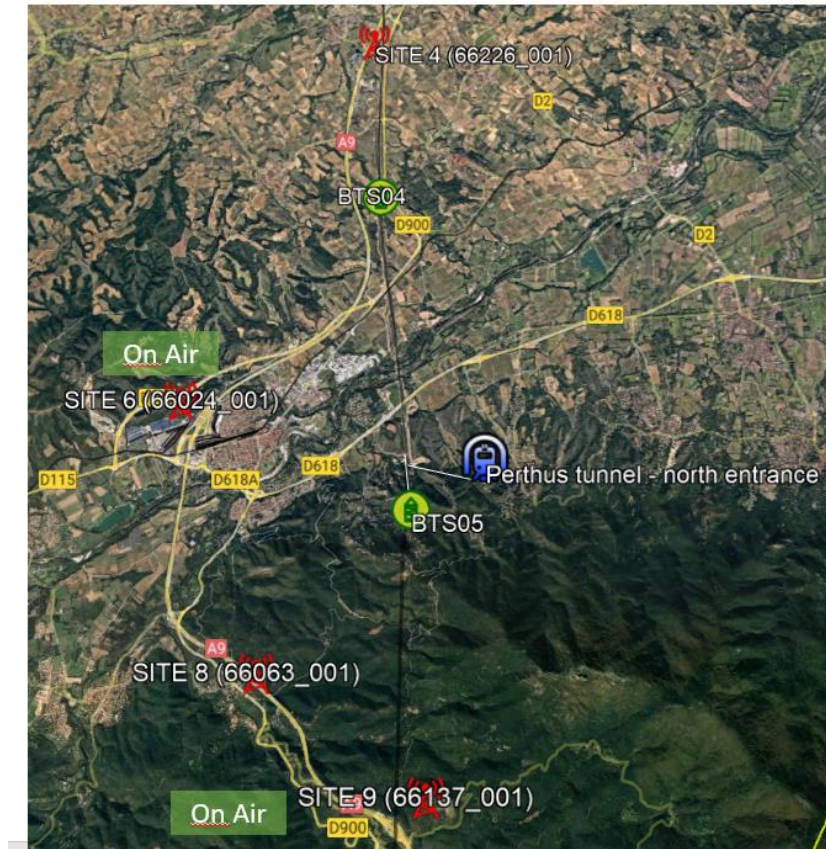 SITE 4 (66226_001)
D2
A9
BTS04
D900
D2
D618
On Air
SITE 6 (66024_001)
D115
D618A
D618
Perthus tunnel - north entrance
BTS05
A9
SITE 8 (66063_001)
SITE 9 (66137_001)
On Air
D900